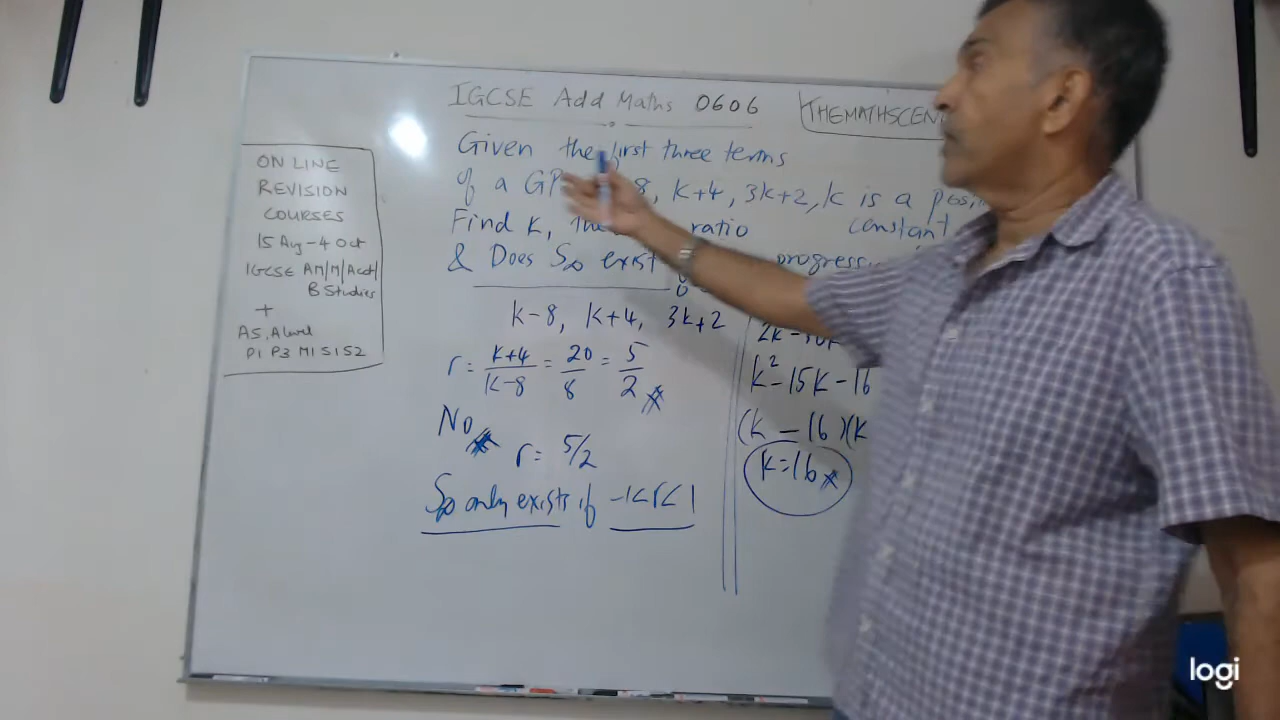 IGCSE Add Maths 0606
THEMATHSCEN
Given the first three terms
of a GP 8, K+4, 3K+2, k is a
Find K, the ratio constant
& Does S∞ exist
ON LINE
REVISION
COURSES
15 Aug - 4 Oct
IGCSE AM/M/Acct/
B Studies
+
AS, A Level
P1 P3 M1 S1 S2
k-8, k+4, 3k+2
r = (k+4)/(k-8) = 20/8 = 5/2
No
r = 5/2
S∞ only exists if -1<r<1
k²-15k-16
(k - 16)(k
k=16
logi